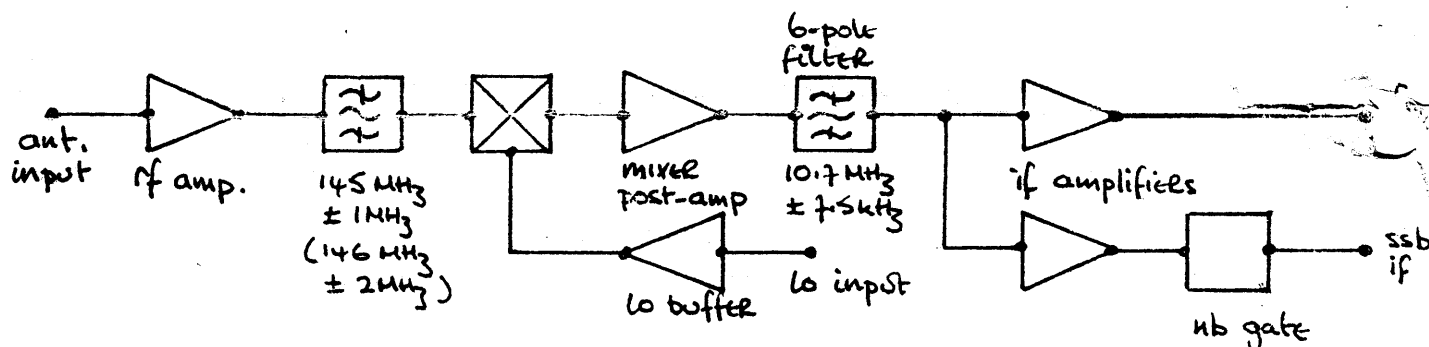 6-pole
filter
ant.
input
rf amp.
145 MHz
± 1MHz
(146 MHz
± 2MHz)
mixer
post-amp
10.7 MHz
± 7.5kHz
if amplifiers
lo buffer
lo input
nb gate
ssb
if